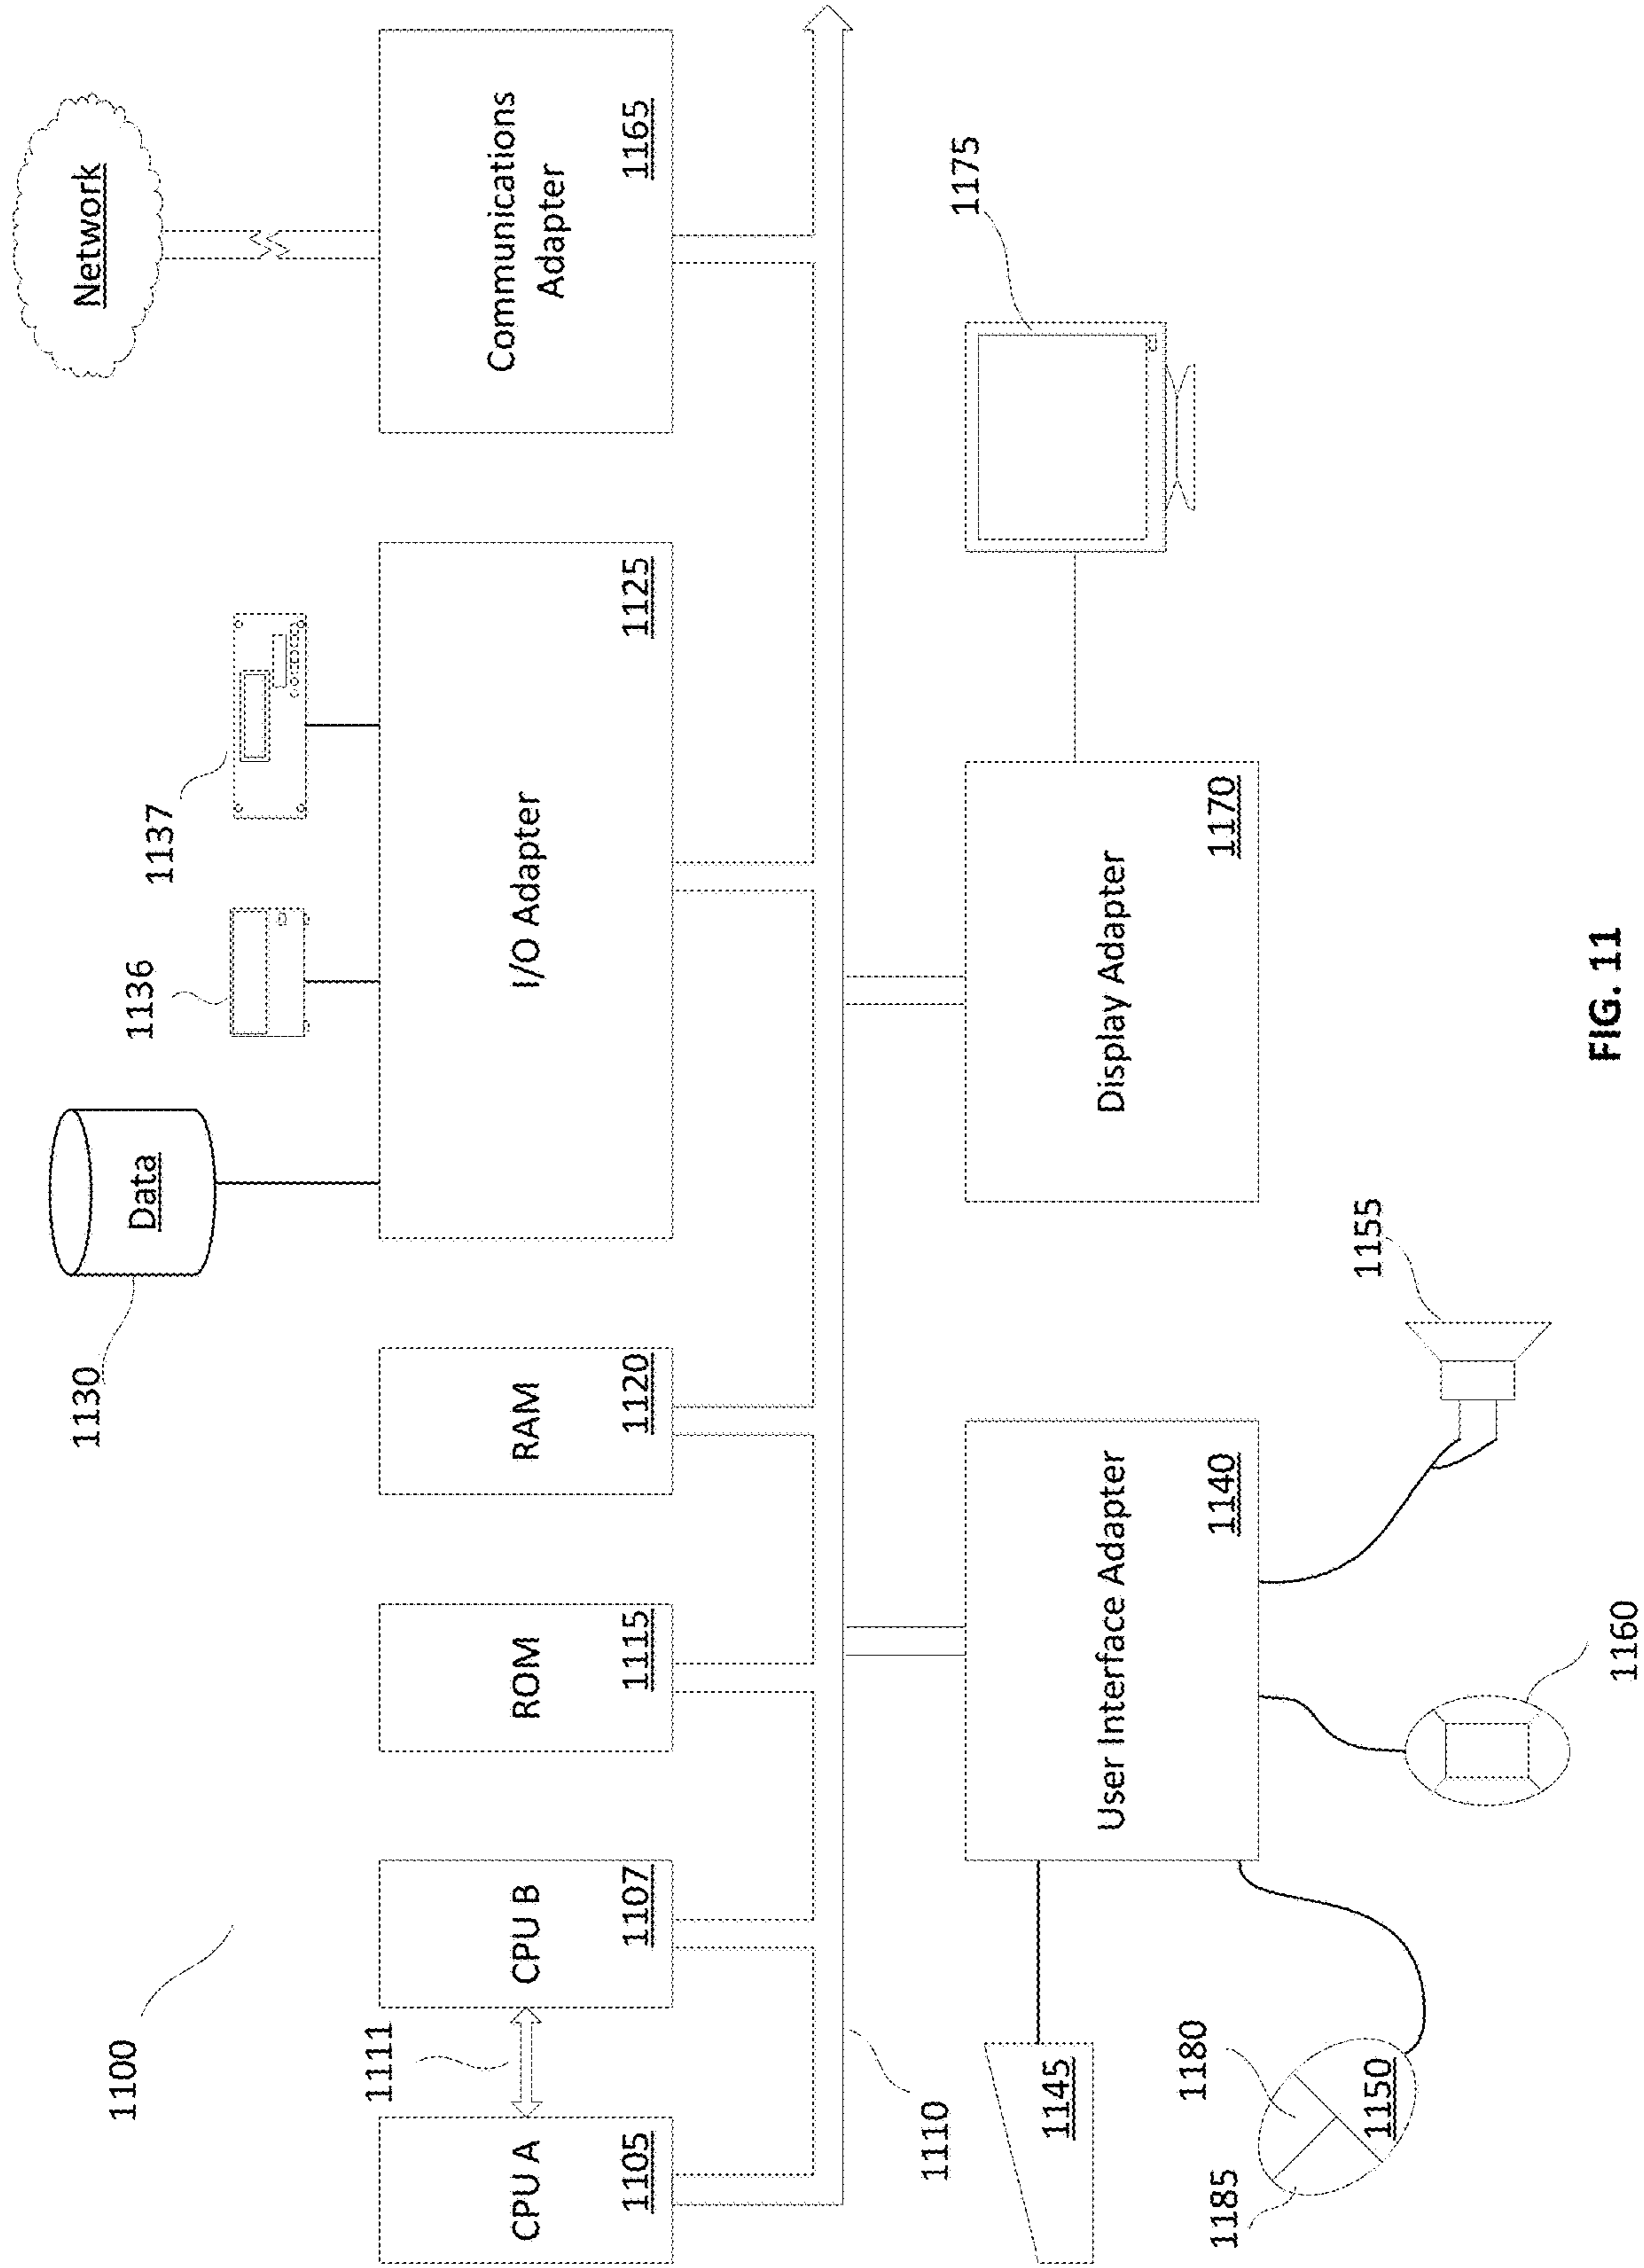 1100
Network
1130
Data
1136
1137
1111
CPU A
1105
CPU B
1107
ROM
1115
RAM
1120
I/O Adapter
1125
Communications
Adapter
1165
1110
1145
User Interface Adapter
1140
Display Adapter
1170
1175
1185
1180
1150
1160
1155
FIG. 11